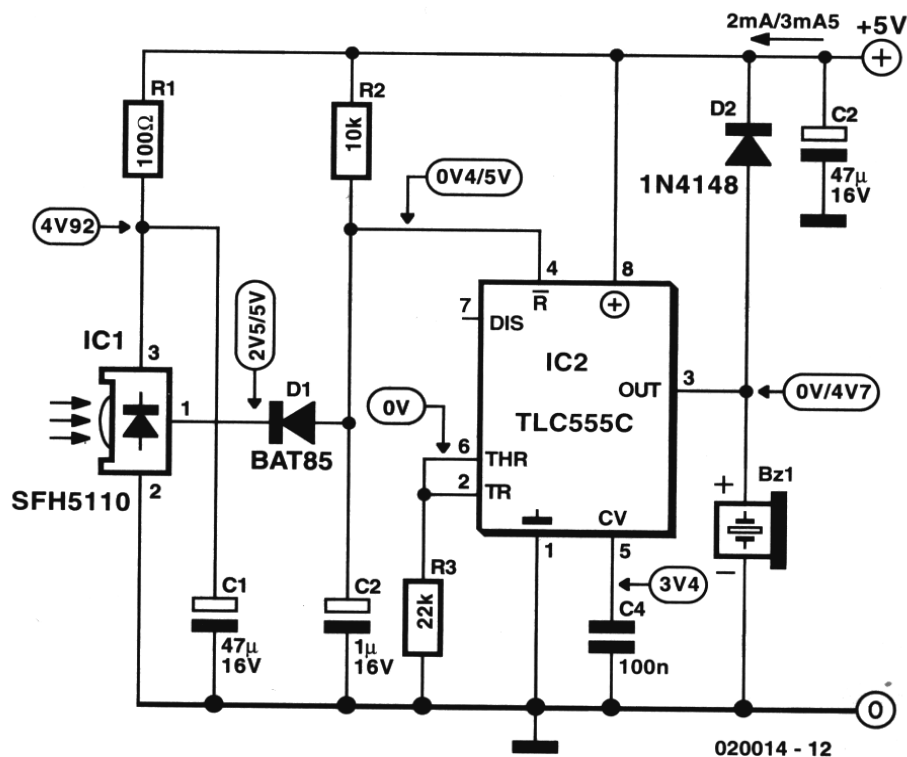 2mA/3mA5
+5V
+
R1
100Ω
R2
10k
D2
1N4148
C2
47µ
16V
0V4/5V
4V92
4
8
R
+
7
DIS
2V5/5V
IC1
3
1
2
SFH5110
D1
BAT85
IC2
TLC555C
OUT
3
0V/4V7
0V
6
THR
2
TR
CV
1
5
+
Bz1
−
3V4
R3
22k
C1
47µ
16V
C2
1µ
16V
C4
100n
0
020014 - 12